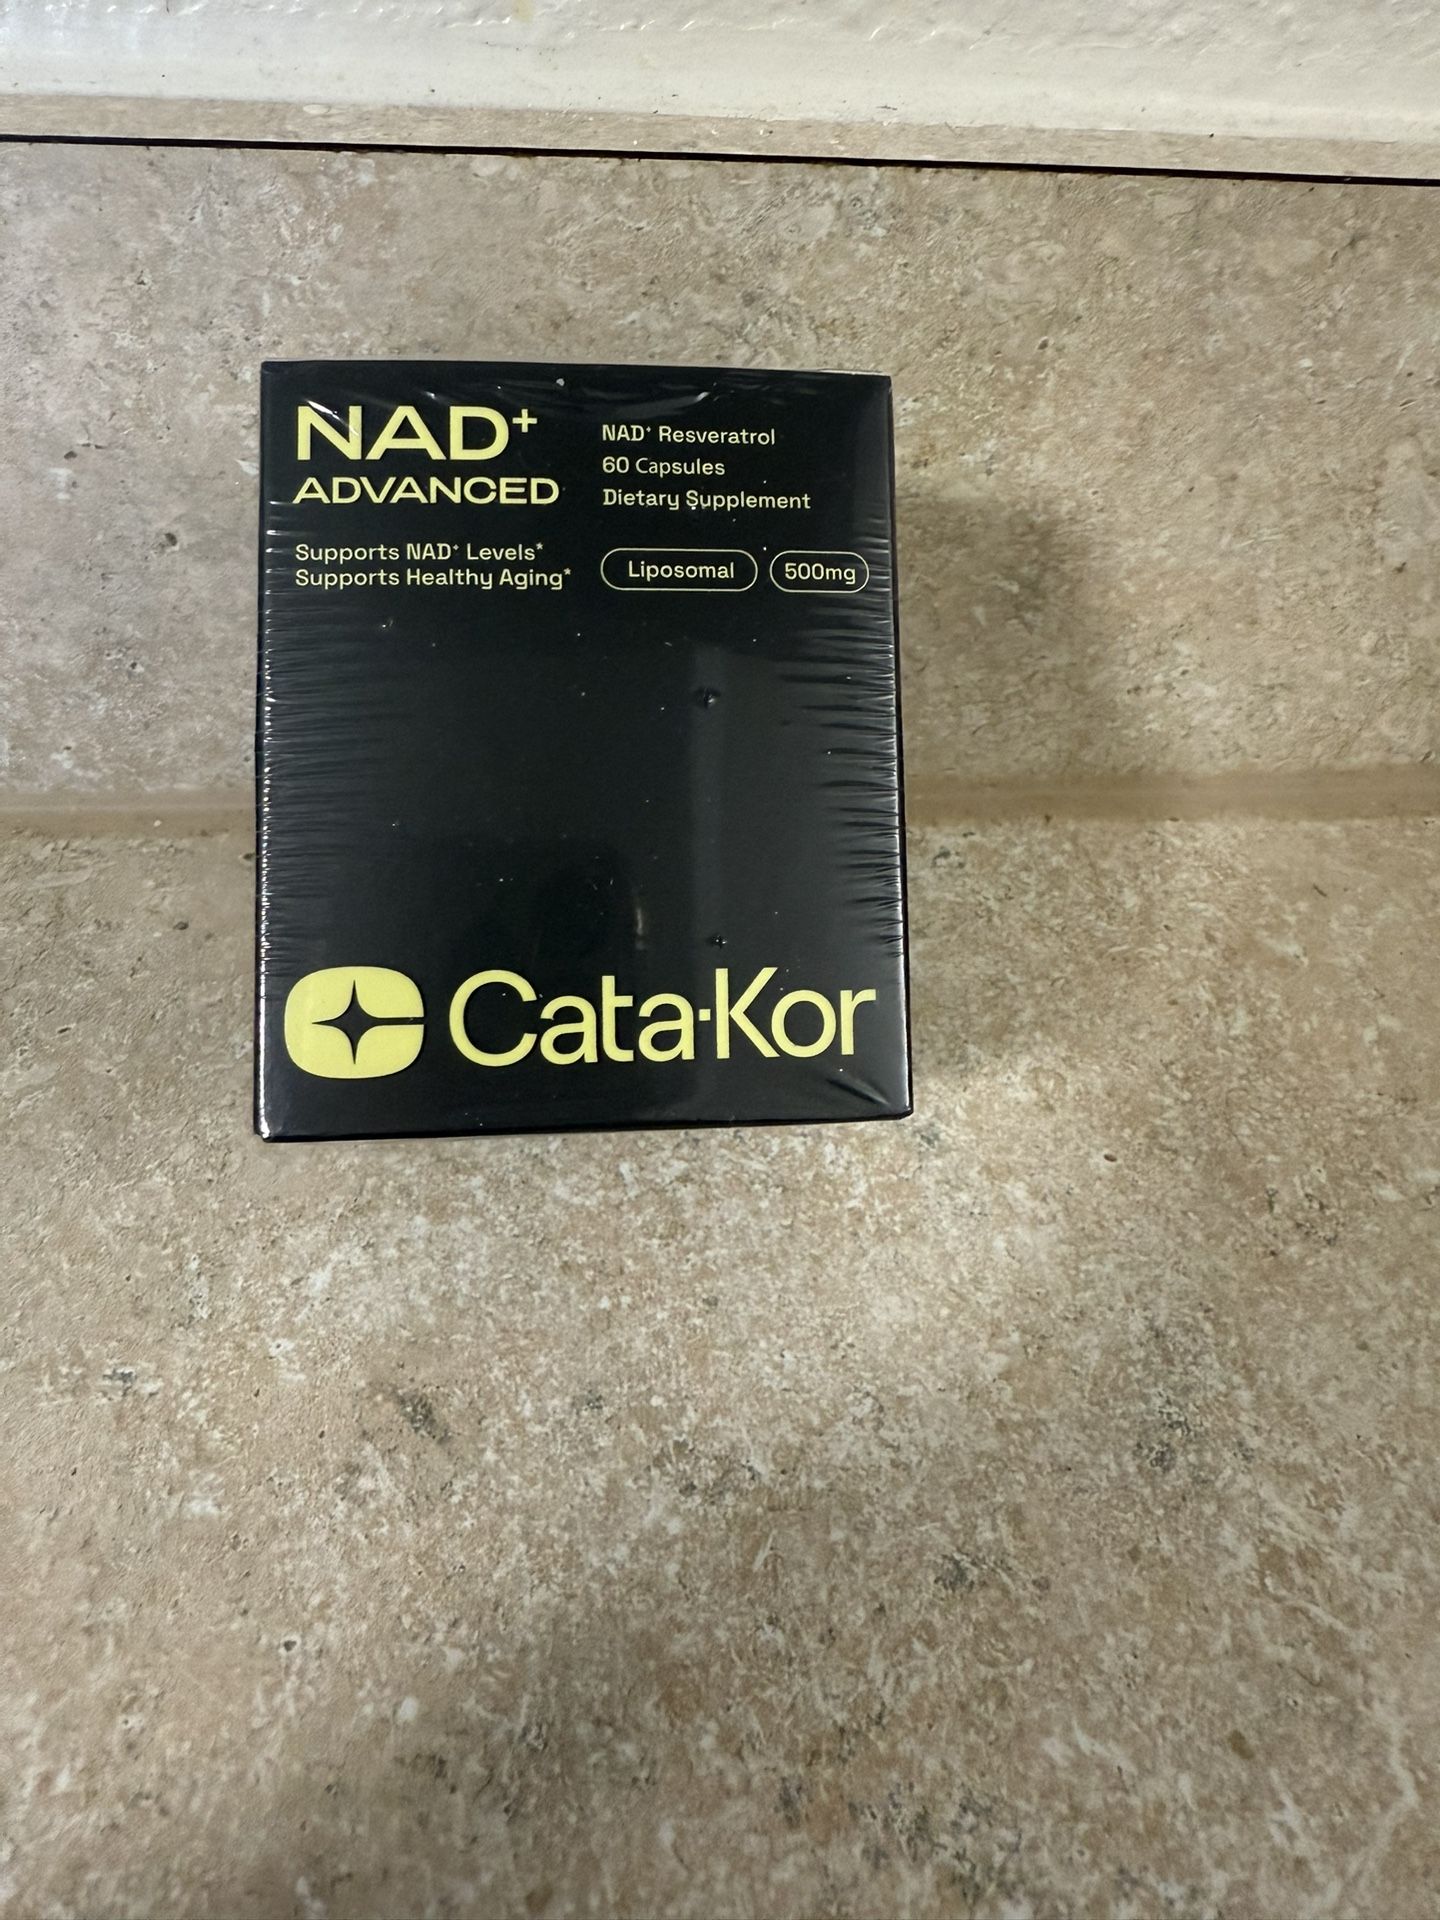 NAD⁺
ADVANCED
Supports NAD⁺ Levels*
Supports Healthy Aging*
NAD⁺ Resveratrol
60 Capsules
Dietary Supplement
Liposomal
500mg
Cata·Kor